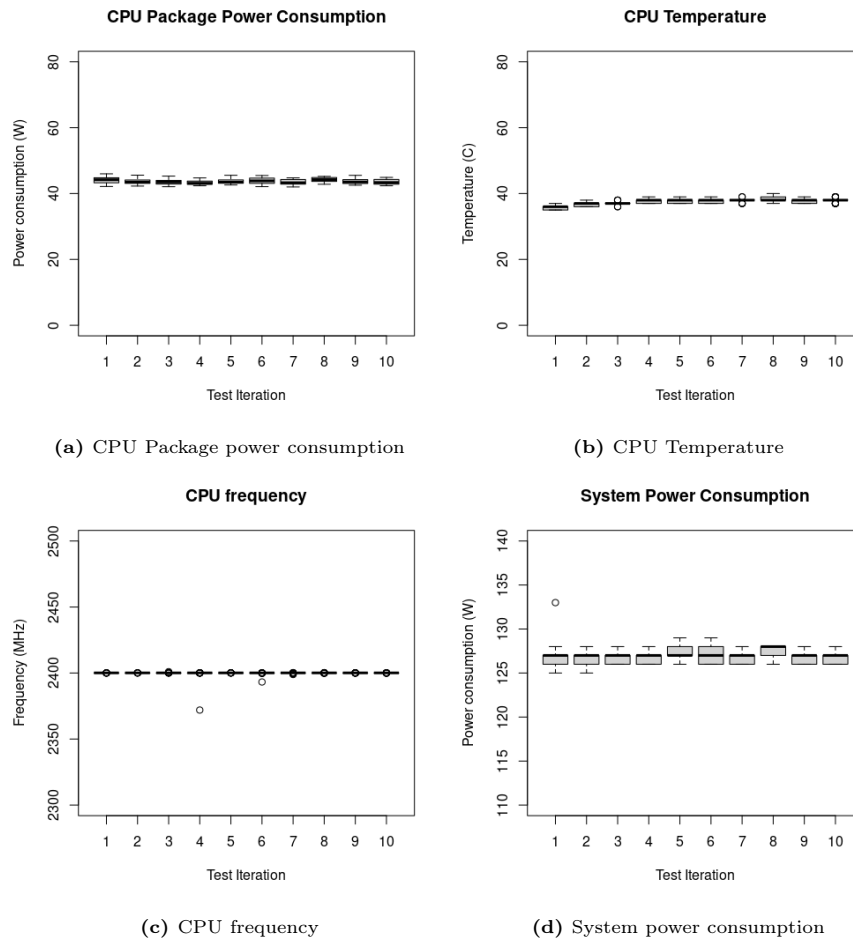 CPU Package Power Consumption
Power consumption (W)
80
60
40
20
0
1 2 3 4 5 6 7 8 9 10
Test Iteration
(a) CPU Package power consumption
CPU Temperature
Temperature (C)
80
60
40
20
0
1 2 3 4 5 6 7 8 9 10
Test Iteration
(b) CPU Temperature
CPU frequency
Frequency (MHz)
2500
2450
2400
2350
2300
1 2 3 4 5 6 7 8 9 10
Test Iteration
(c) CPU frequency
System Power Consumption
Power consumption (W)
140
135
130
125
120
115
110
1 2 3 4 5 6 7 8 9 10
Test Iteration
(d) System power consumption